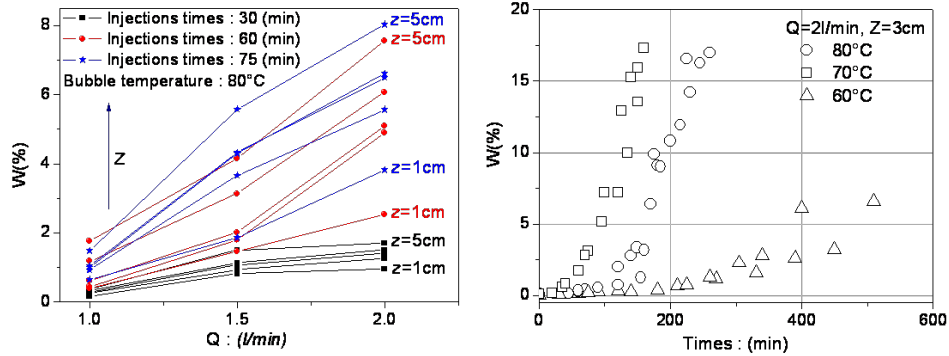 Injections times : 30 (min)
Injections times : 60 (min)
Injections times : 75 (min)
Bubble temperature : 80°C
z=5cm
z=5cm
z=1cm
z=1cm
z=5cm
z=1cm
Z
8
6
4
2
0
W(%)
1.0
1.5
2.0
Q : (l/min)
Q=2l/min, Z=3cm
80°C
70°C
60°C
20
15
10
5
0
W(%)
0
200
400
600
Times : (min)